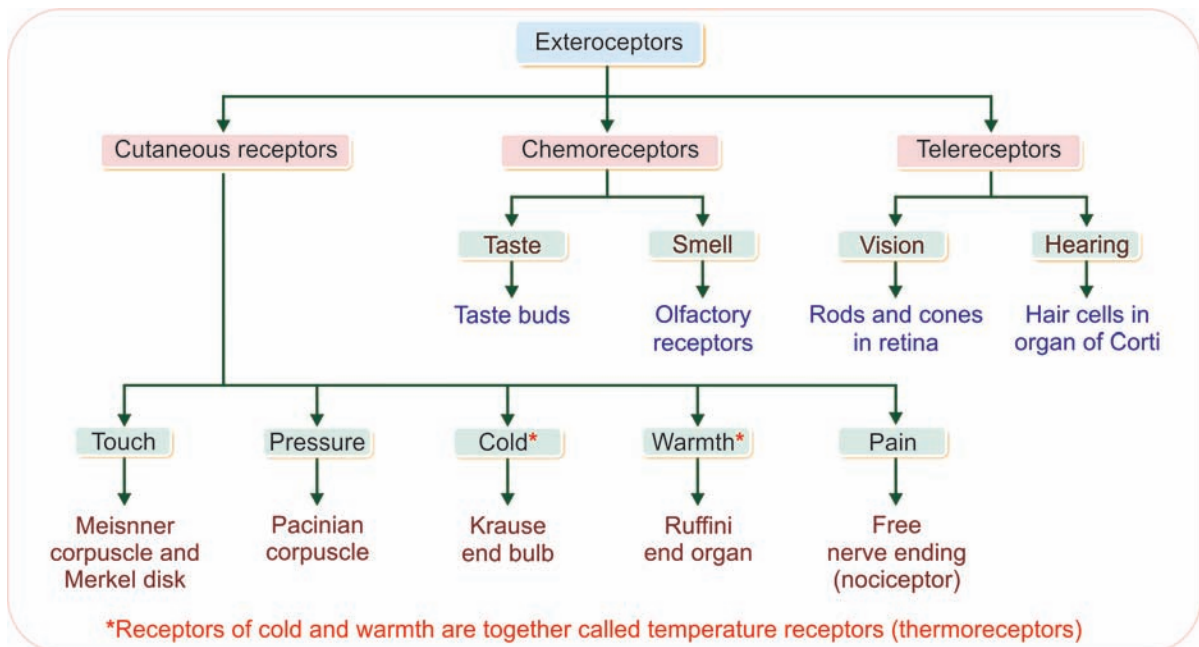 Exteroceptors
Cutaneous receptors
Chemoreceptors
Telereceptors
Taste
Smell
Vision
Hearing
Taste buds
Olfactory
receptors
Rods and cones
in retina
Hair cells in
organ of Corti
Touch
Pressure
Cold*
Warmth*
Pain
Meisnner
corpuscle and
Merkel disk
Pacinian
corpuscle
Krause
end bulb
Ruffini
end organ
Free
nerve ending
(nociceptor)
*Receptors of cold and warmth are together called temperature receptors (thermoreceptors)